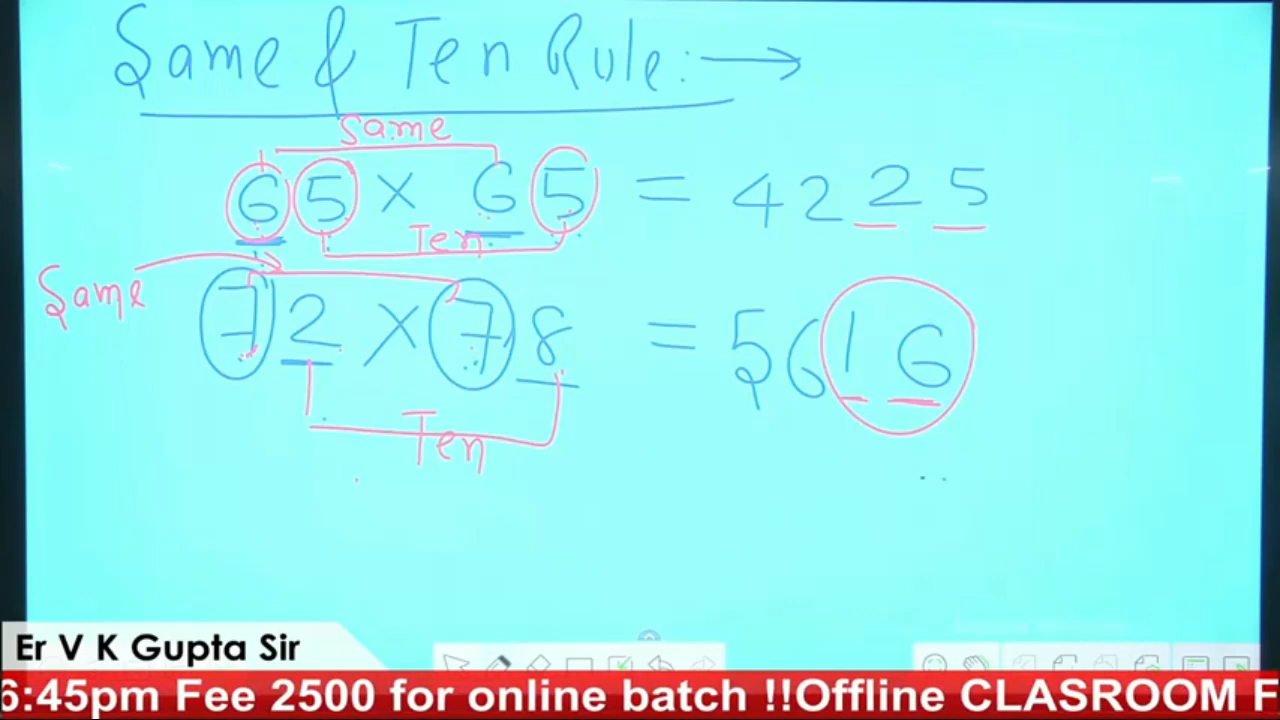 Same & Ten Rule: →
Same
65 × 65 = 4225
Ten
Same
72 × 78 = 5616
Ten
Er V K Gupta Sir
6:45pm Fee 2500 for online batch !!Offline CLASROOM F